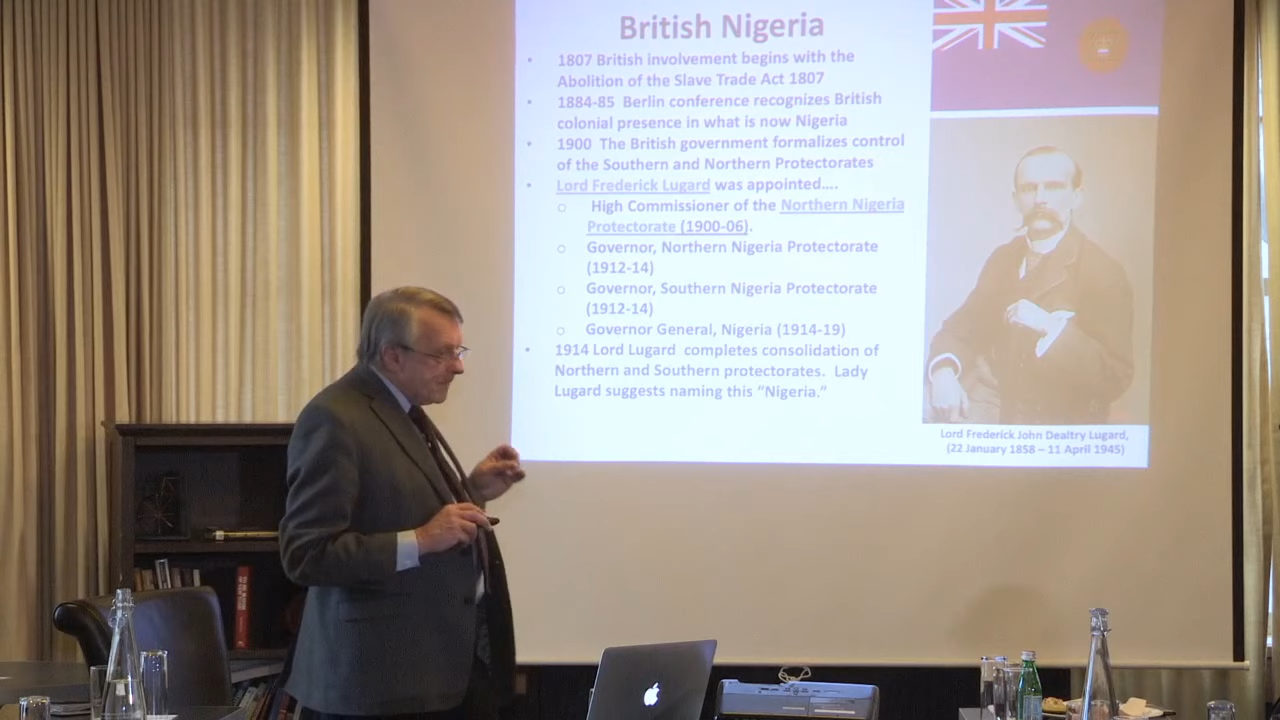 British Nigeria
• 1807 British involvement begins with the
Abolition of the Slave Trade Act 1807
• 1884-85 Berlin conference recognizes British
colonial presence in what is now Nigeria
• 1900 The British government formalizes control
of the Southern and Northern Protectorates
• Lord Frederick Lugard was appointed....
o High Commissioner of the Northern Nigeria
Protectorate (1900-06).
o Governor, Northern Nigeria Protectorate
(1912-14)
o Governor, Southern Nigeria Protectorate
(1912-14)
o Governor General, Nigeria (1914-19)
• 1914 Lord Lugard completes consolidation of
Northern and Southern protectorates. Lady
Lugard suggests naming this “Nigeria.”
Lord Frederick John Dealtry Lugard,
(22 January 1858 – 11 April 1945)